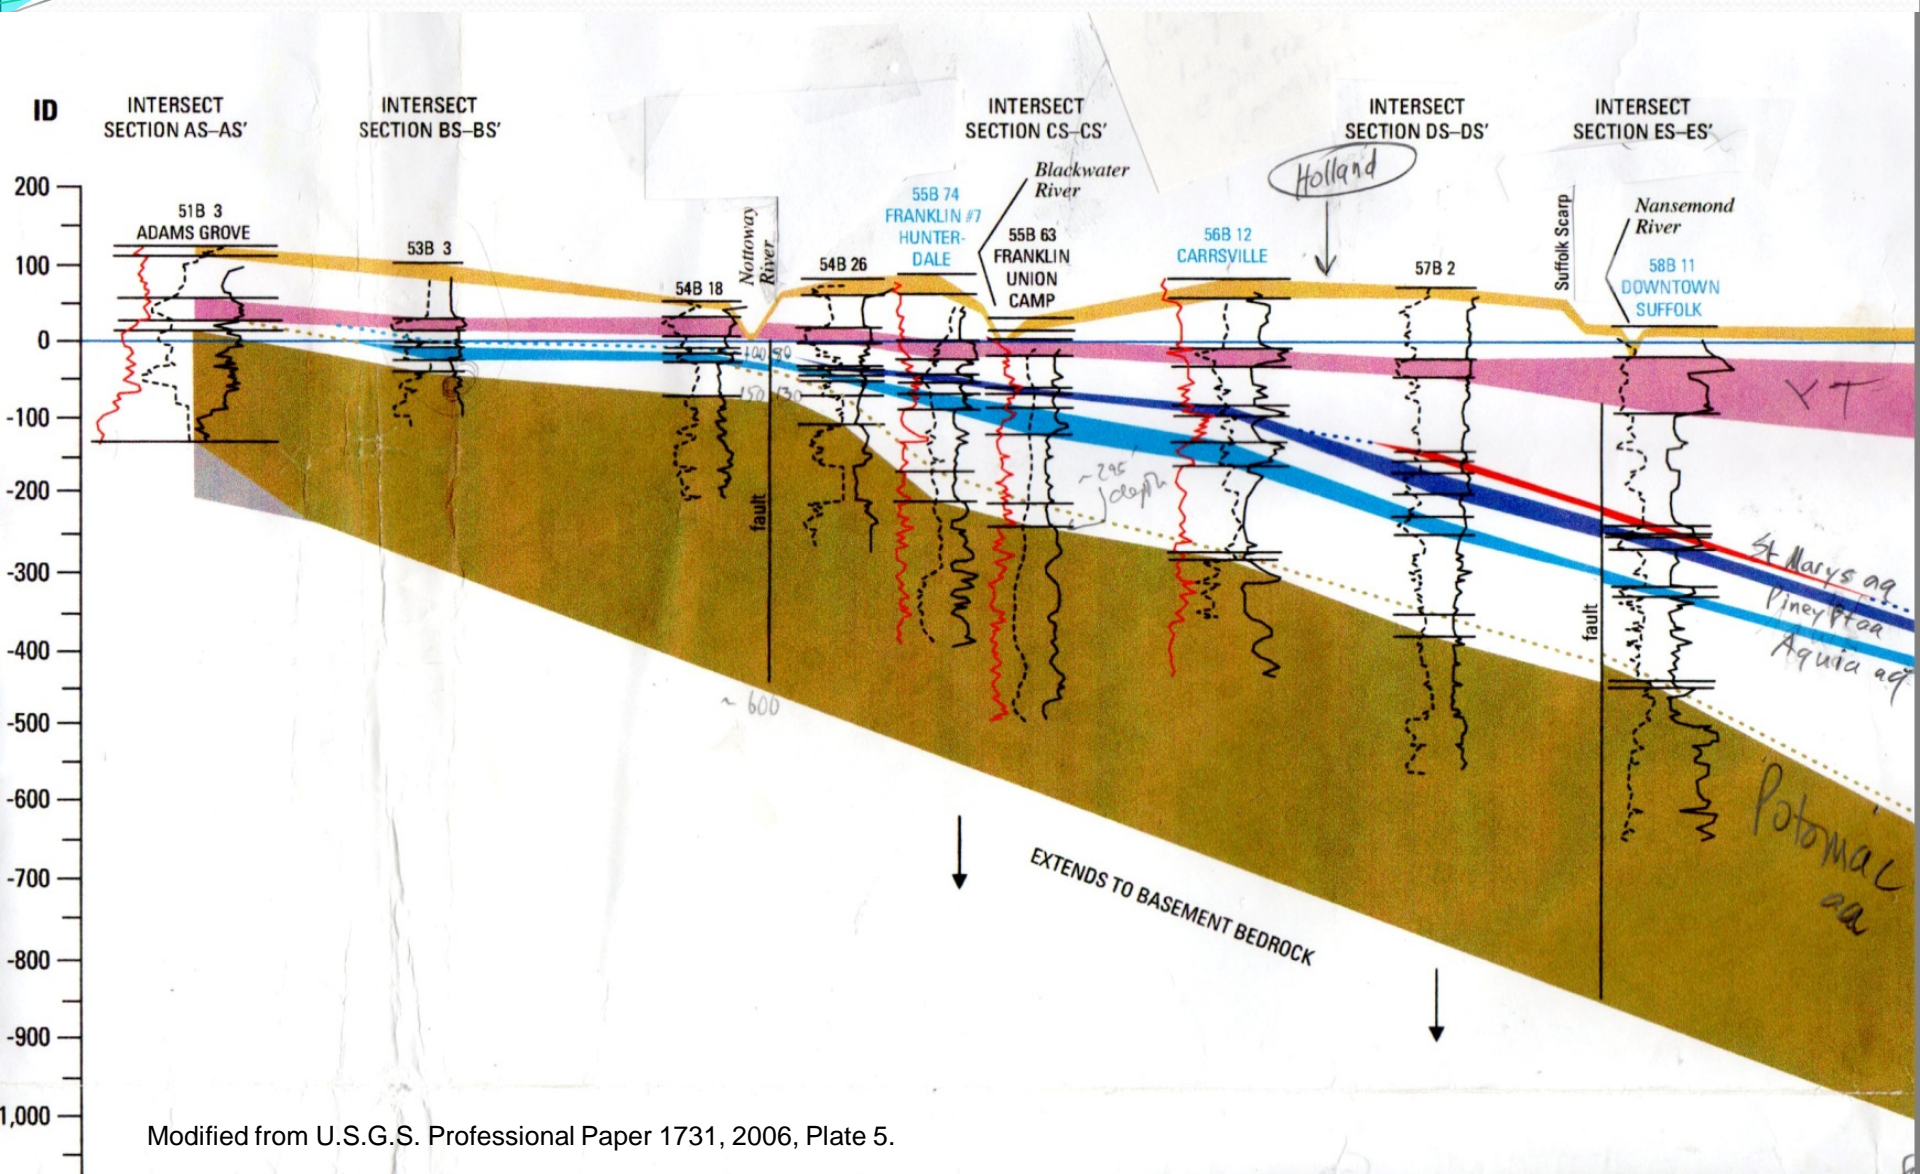 ID
INTERSECT
SECTION AS–AS’
INTERSECT
SECTION BS–BS’
INTERSECT
SECTION CS–CS’
INTERSECT
SECTION DS–DS’
INTERSECT
SECTION ES–ES’
Holland
Blackwater
River
200
51B 3
ADAMS GROVE
53B 3
54B 18
Nottoway
River
54B 26
55B 74
FRANKLIN #7
HUNTER-
DALE
55B 63
FRANKLIN
UNION
CAMP
56B 12
CARRSVILLE
57B 2
Suffolk Scarp
Nansemond
River
58B 11
DOWNTOWN
SUFFOLK
100
0
-100
-200
-300
-400
-500
-600
-700
-800
-900
1,000
YT
~295'
depth
fault
fault
~ 600
St Marys aq
Piney Pt aq
Aquia aq
Potomac
aq
EXTENDS TO BASEMENT BEDROCK
Modified from U.S.G.S. Professional Paper 1731, 2006, Plate 5.